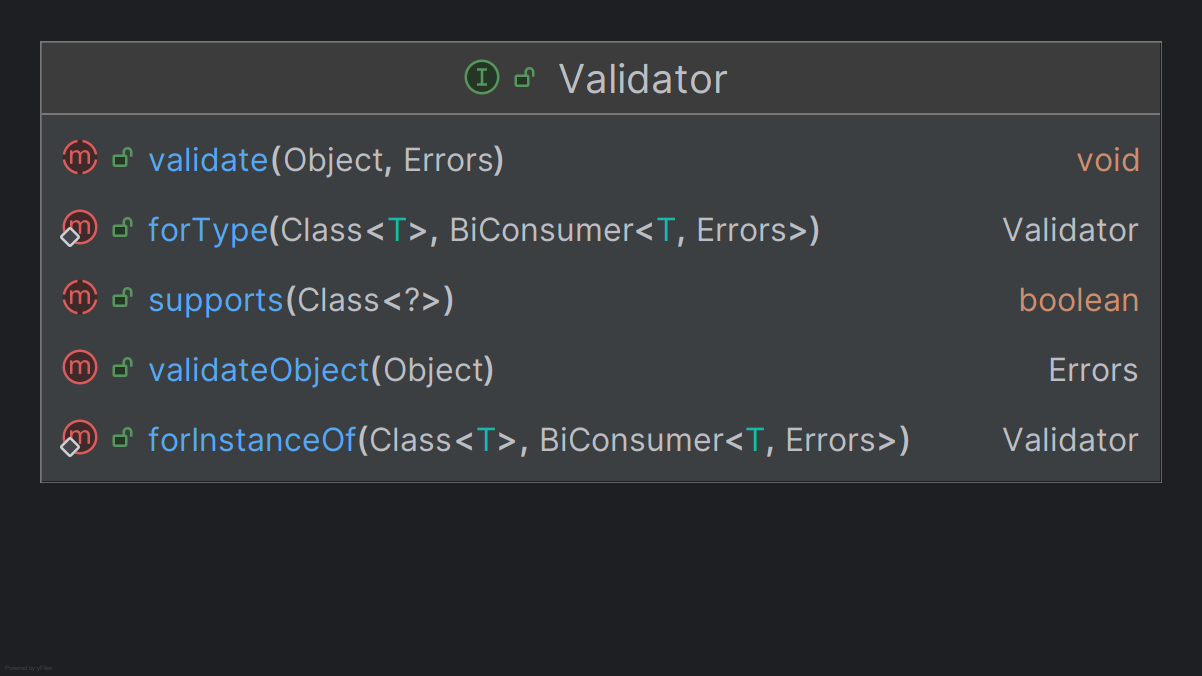 Validator
validate(Object, Errors) void
forType(Class<T>, BiConsumer<T, Errors>) Validator
supports(Class<?>) boolean
validateObject(Object) Errors
forInstanceOf(Class<T>, BiConsumer<T, Errors>) Validator
Powered by yFiles